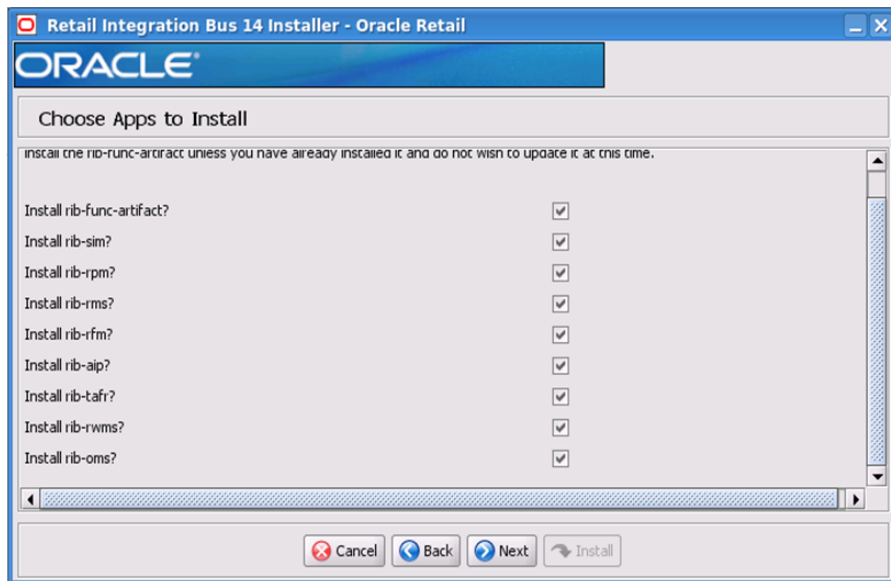 Retail Integration Bus 14 Installer - Oracle Retail
ORACLE®
Choose Apps to Install
install the rib-func-artifact unless you have already installed it and do not wish to update it at this time.
Install rib-func-artifact?
Install rib-sim?
Install rib-rpm?
Install rib-rms?
Install rib-rfm?
Install rib-aip?
Install rib-tafr?
Install rib-rwms?
Install rib-oms?
Cancel Back Next Install